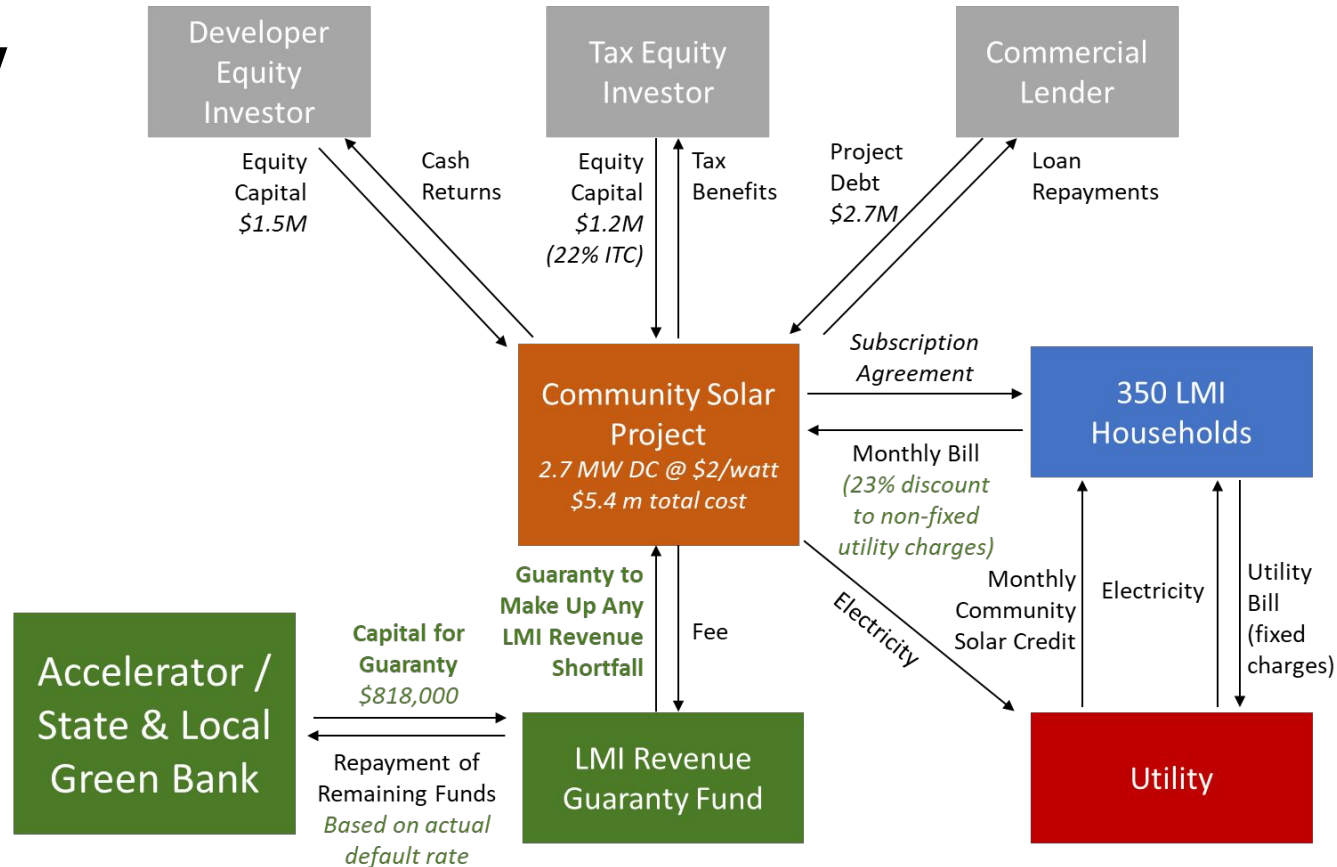 Developer
Equity
Investor
Tax Equity
Investor
Commercial
Lender
Equity
Capital
$1.5M
Cash
Returns
Equity
Capital
$1.2M
(22% ITC)
Tax
Benefits
Project
Debt
$2.7M
Loan
Repayments
Community Solar
Project
2.7 MW DC @ $2/watt
$5.4 m total cost
Subscription
Agreement
350 LMI
Households
Monthly Bill
(23% discount
to non-fixed
utility charges)
Guaranty to
Make Up Any
LMI Revenue
Shortfall
Fee
Electricity
Monthly
Community
Solar Credit
Electricity
Utility
Bill
(fixed
charges)
Accelerator /
State & Local
Green Bank
Capital for
Guaranty
$818,000
Repayment of
Remaining Funds
Based on actual
default rate
LMI Revenue
Guaranty Fund
Utility